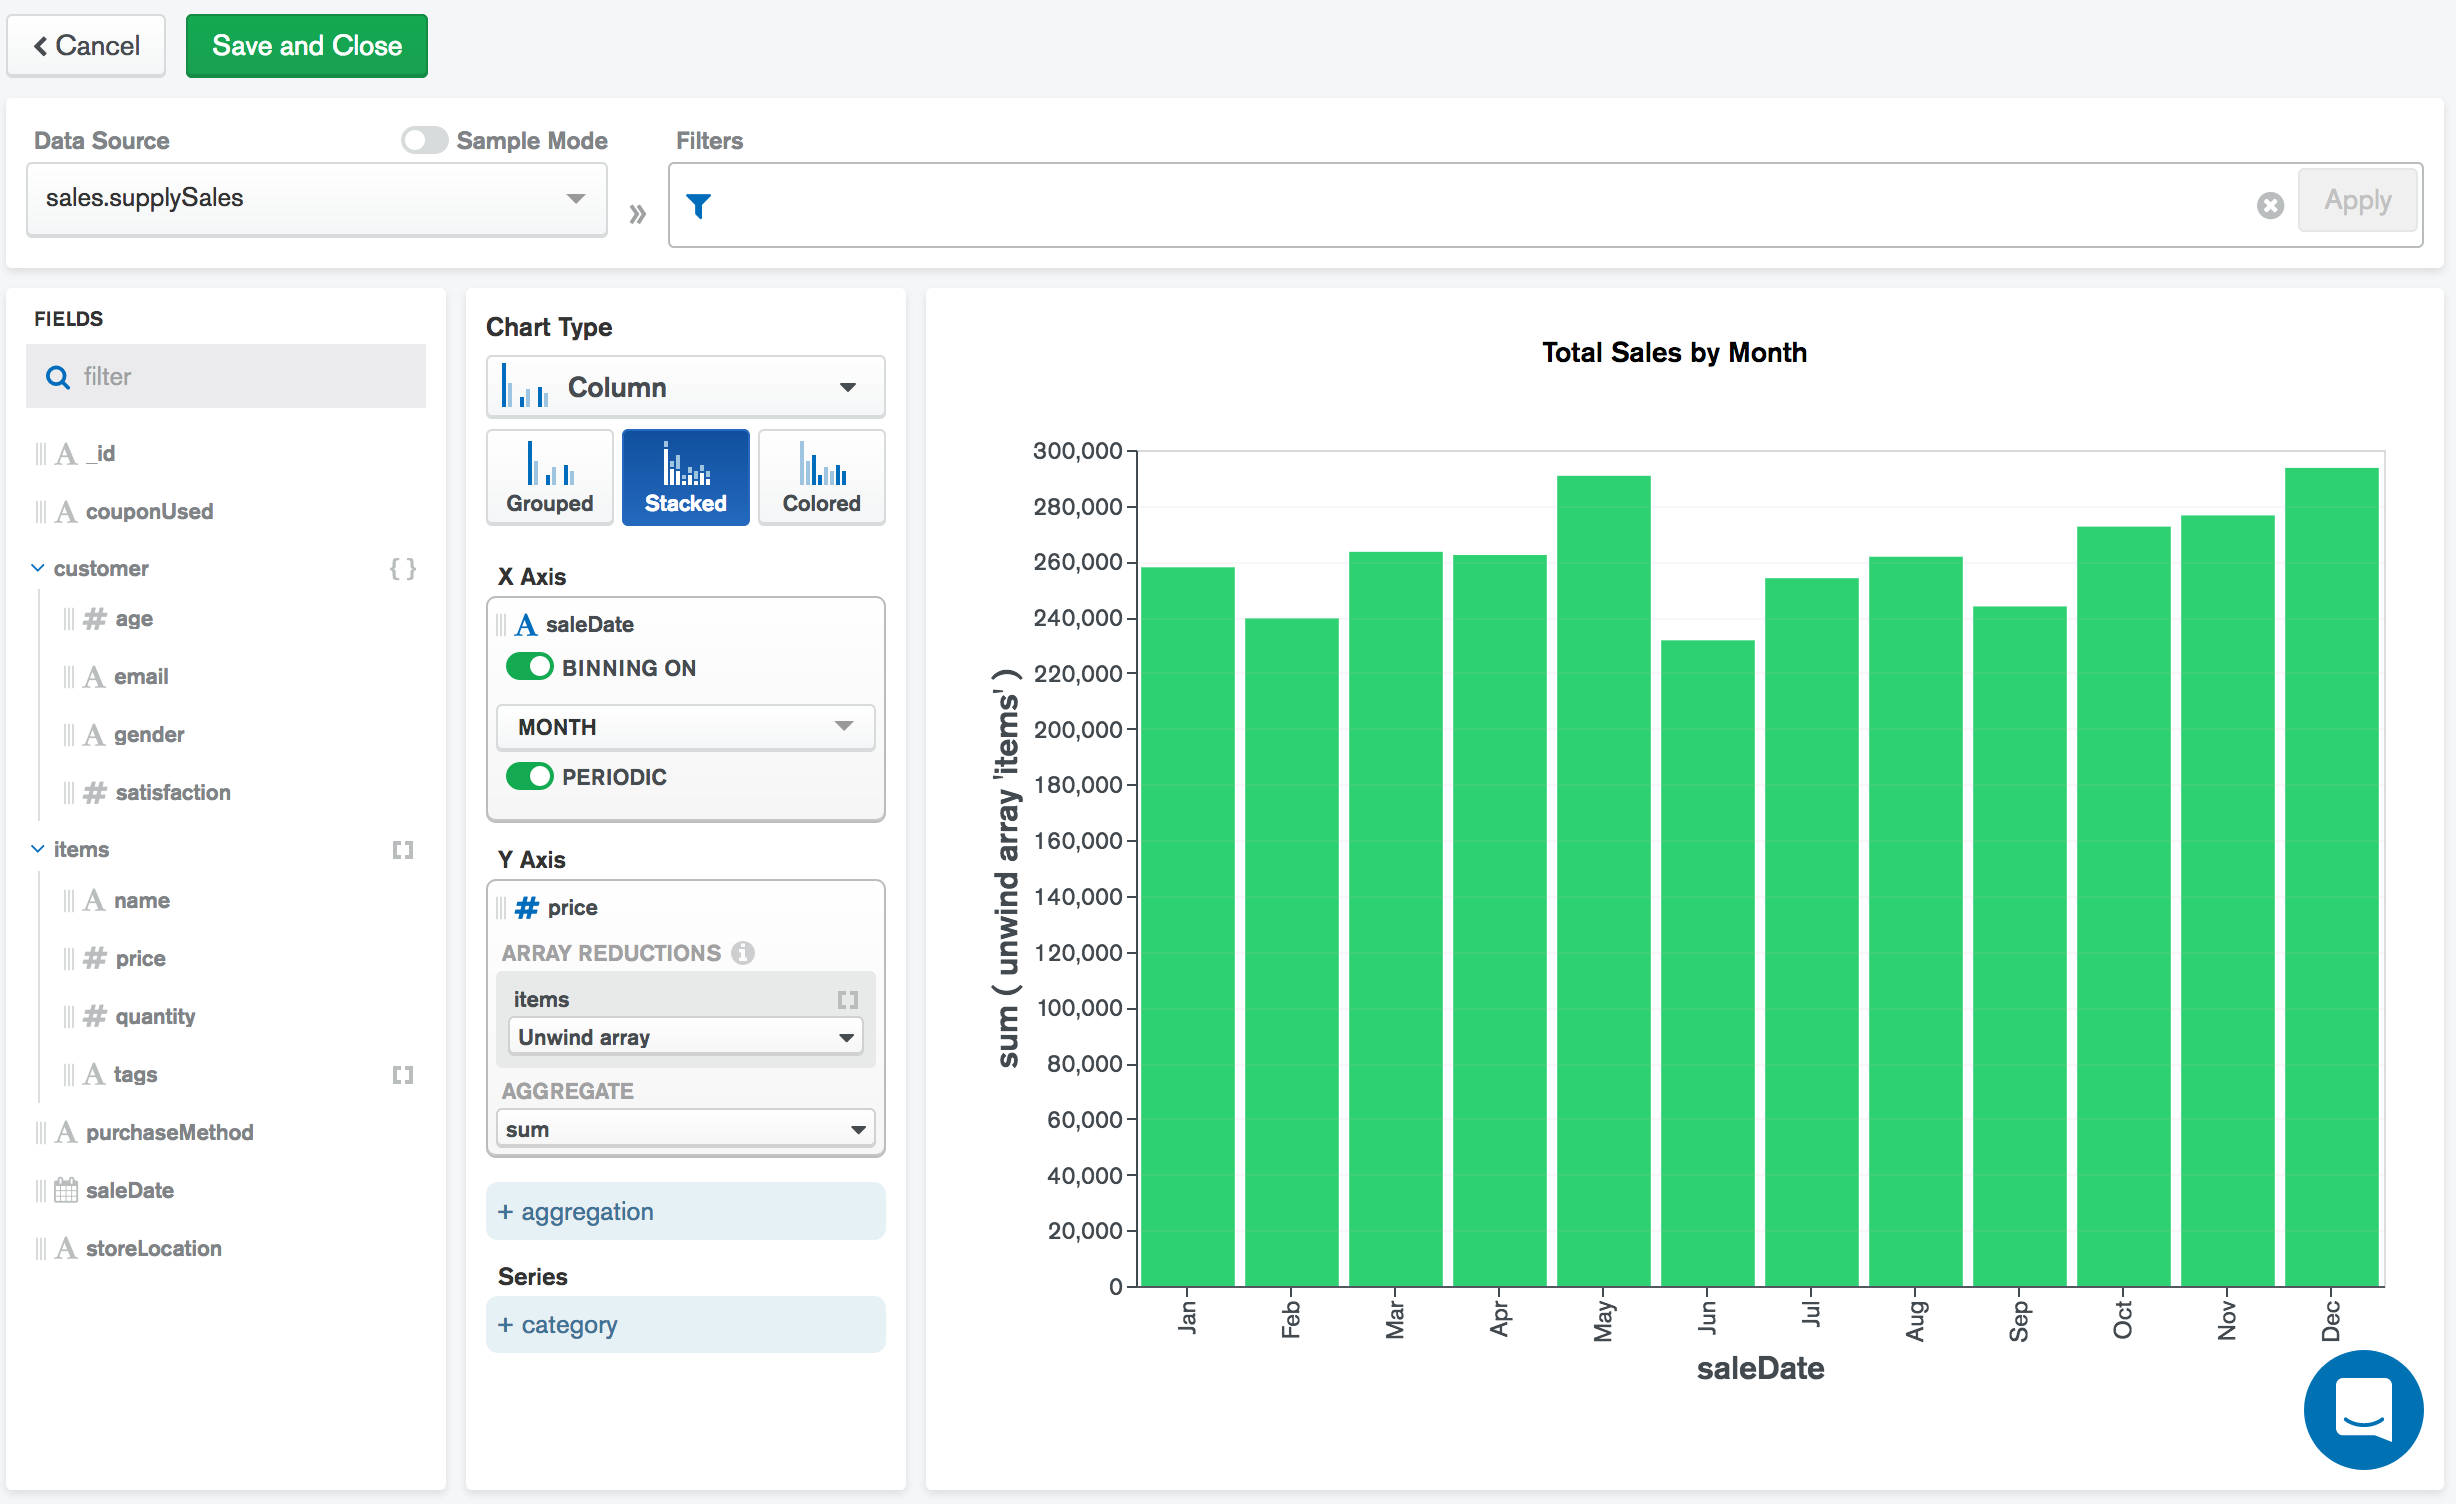 Cancel
Save and Close
Data Source
Sample Mode
Filters
sales.supplySales
»
Apply
FIELDS
filter
A _id
A couponUsed
customer { }
# age
A email
A gender
# satisfaction
items [ ]
A name
# price
# quantity
A tags [ ]
A purchaseMethod
saleDate
A storeLocation
Chart Type
Column
Grouped
Stacked
Colored
X Axis
A saleDate
BINNING ON
MONTH
PERIODIC
Y Axis
# price
ARRAY REDUCTIONS i
items [ ]
Unwind array
AGGREGATE
sum
+ aggregation
Series
+ category
Total Sales by Month
sum ( unwind array 'items' )
300,000
280,000
260,000
240,000
220,000
200,000
180,000
160,000
140,000
120,000
100,000
80,000
60,000
40,000
20,000
0
Jan
Feb
Mar
Apr
May
Jun
Jul
Aug
Sep
Oct
Nov
Dec
saleDate